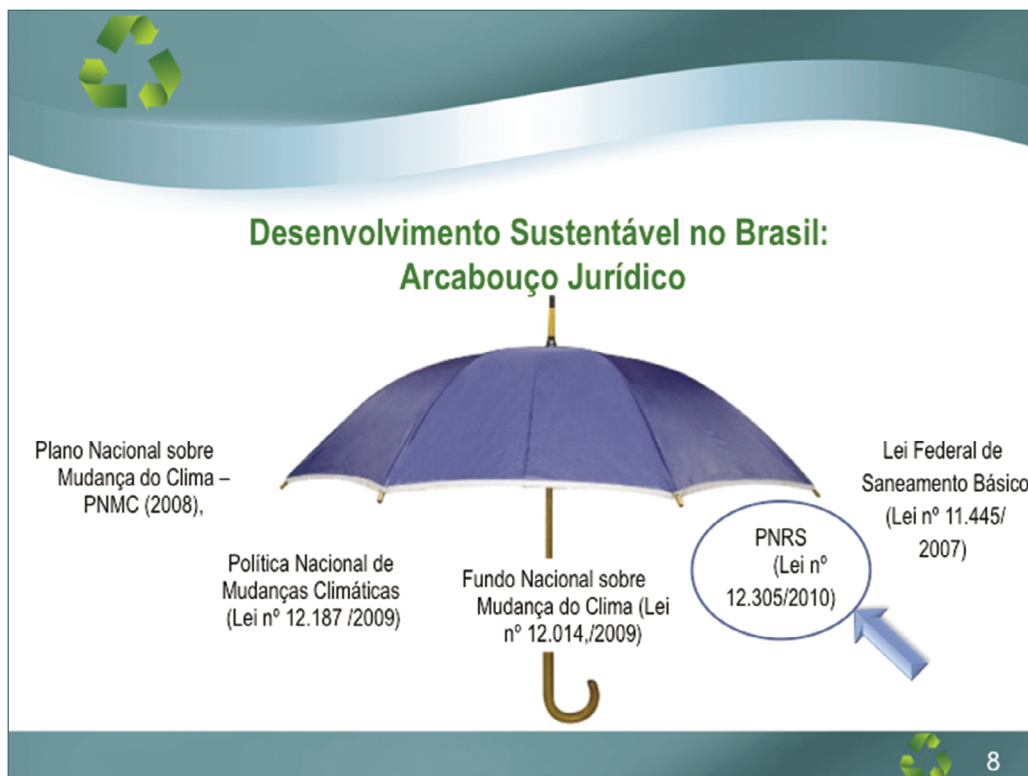 Desenvolvimento Sustentável no Brasil:
Arcabouço Jurídico
Plano Nacional sobre
Mudança do Clima –
PNMC (2008),
Política Nacional de
Mudanças Climáticas
(Lei nº 12.187 /2009)
Fundo Nacional sobre
Mudança do Clima (Lei
nº 12.014,/2009)
PNRS
(Lei nº
12.305/2010)
Lei Federal de
Saneamento Básico
(Lei nº 11.445/
2007)
8